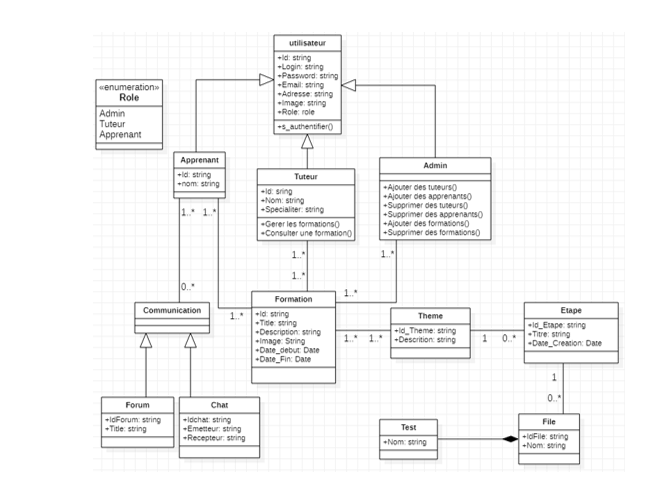 utilisateur
+Id: string
+Login: string
+Password: string
+Email: string
+Adresse: string
+Image: string
+Role: role
+s_authentifier()
«enumeration»
Role
Admin
Tuteur
Apprenant
Apprenant
+Id: string
+nom: string
Tuteur
+Id: sring
+Nom: string
+Specialiter: string
+Gerer les formations()
+Consulter une formation()
Admin
+Ajouter des tuteurs()
+Ajouter des apprenants()
+Supprimer des tuteurs()
+Supprimer des apprenants()
+Ajouter des formations()
+Supprimer des formations()
1..*
1..*
0..*
1..*
1..*
1..*
1..*
1..*
Communication
Formation
+Id: string
+Title: string
+Description: string
+Image: String
+Date_debut: Date
+Date_Fin: Date
1..*
1..*
Theme
+Id_Theme: string
+Descrition: string
1
0..*
Etape
+Id_Etape: string
+Titre: string
+Date_Creation: Date
1
0..*
Forum
+IdForum: string
+Title: string
Chat
+Idchat: string
+Emetteur: string
+Recepteur: string
Test
+Nom: string
File
+IdFile: string
+Nom: string